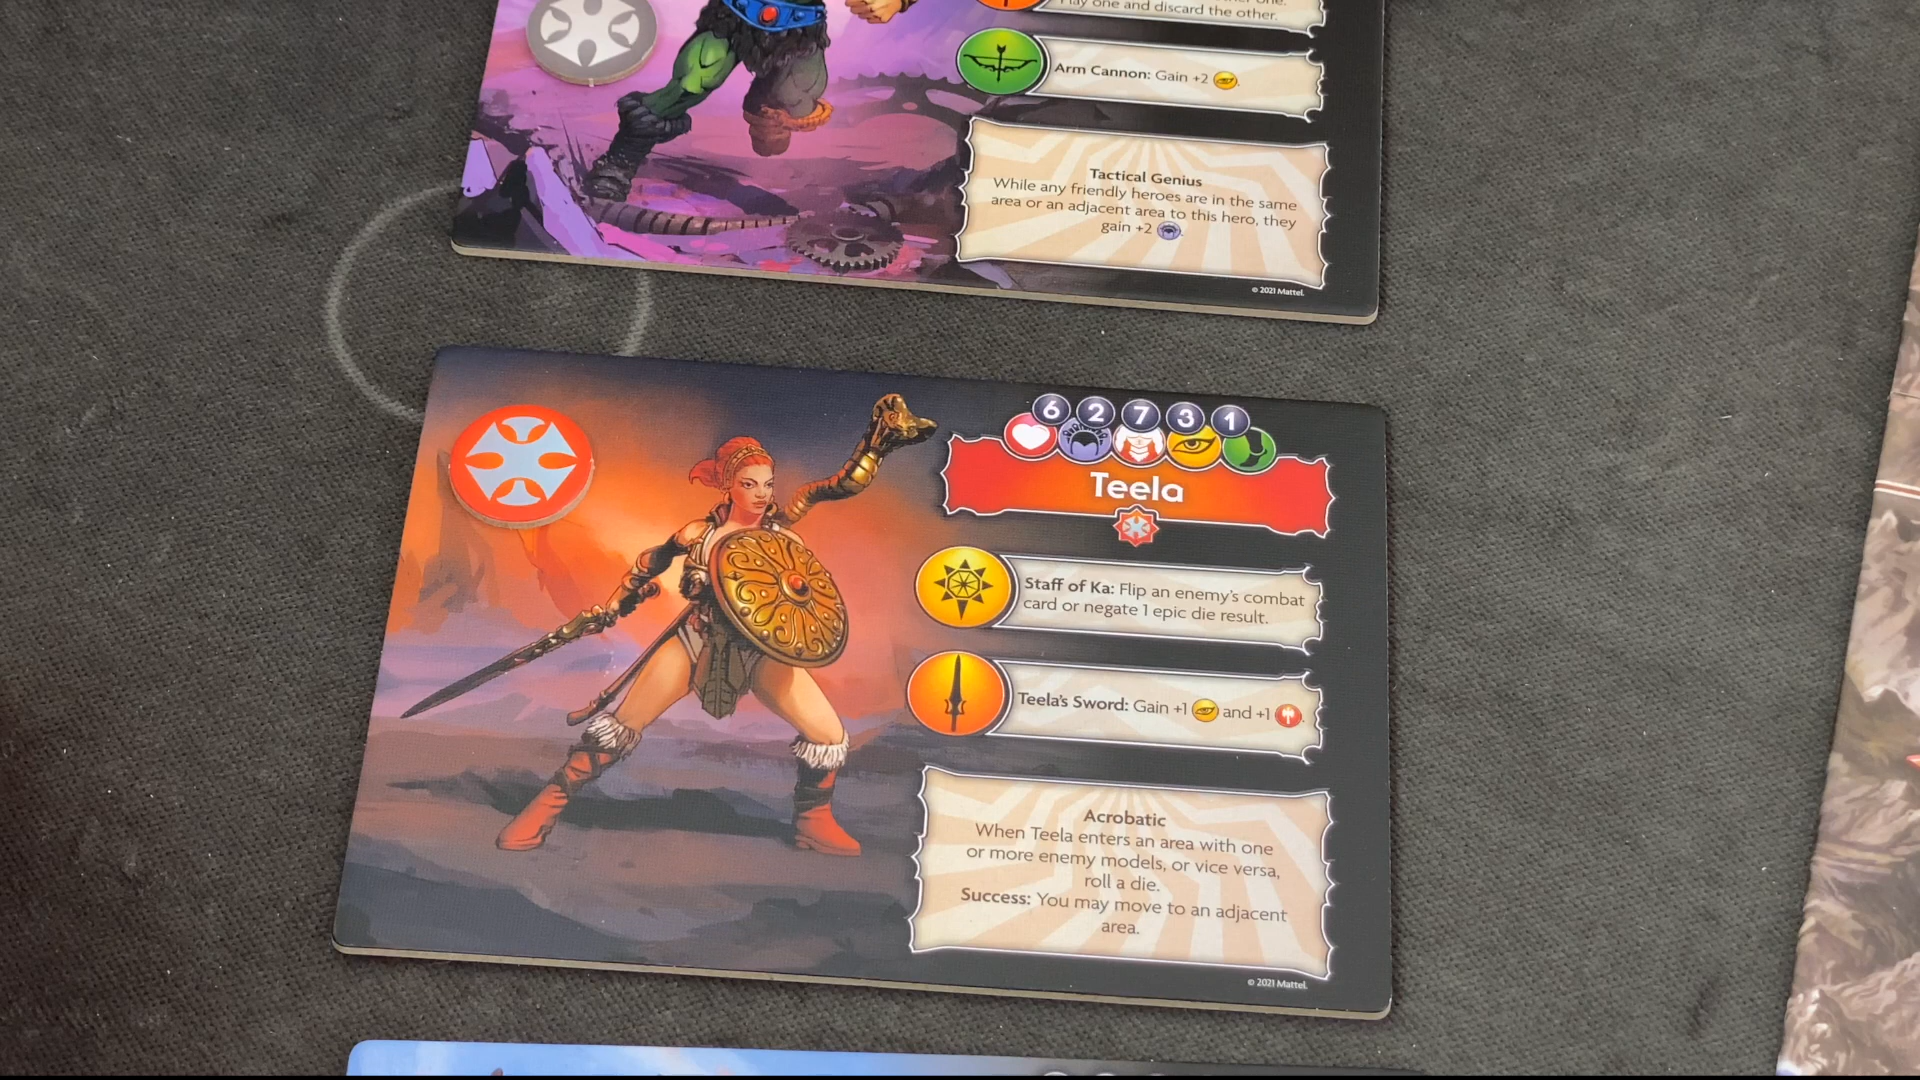 Play one and discard the other.
Arm Cannon: Gain +2
Tactical Genius
While any friendly heroes are in the same
area or an adjacent area to this hero, they
gain +2
© 2021 Mattel.
6 2 7 3 1
Teela
Staff of Ka: Flip an enemy's combat
card or negate 1 epic die result.
Teela's Sword: Gain +1 and +1
Acrobatic
When Teela enters an area with one
or more enemy models, or vice versa,
roll a die.
Success: You may move to an adjacent
area.
© 2021 Mattel.